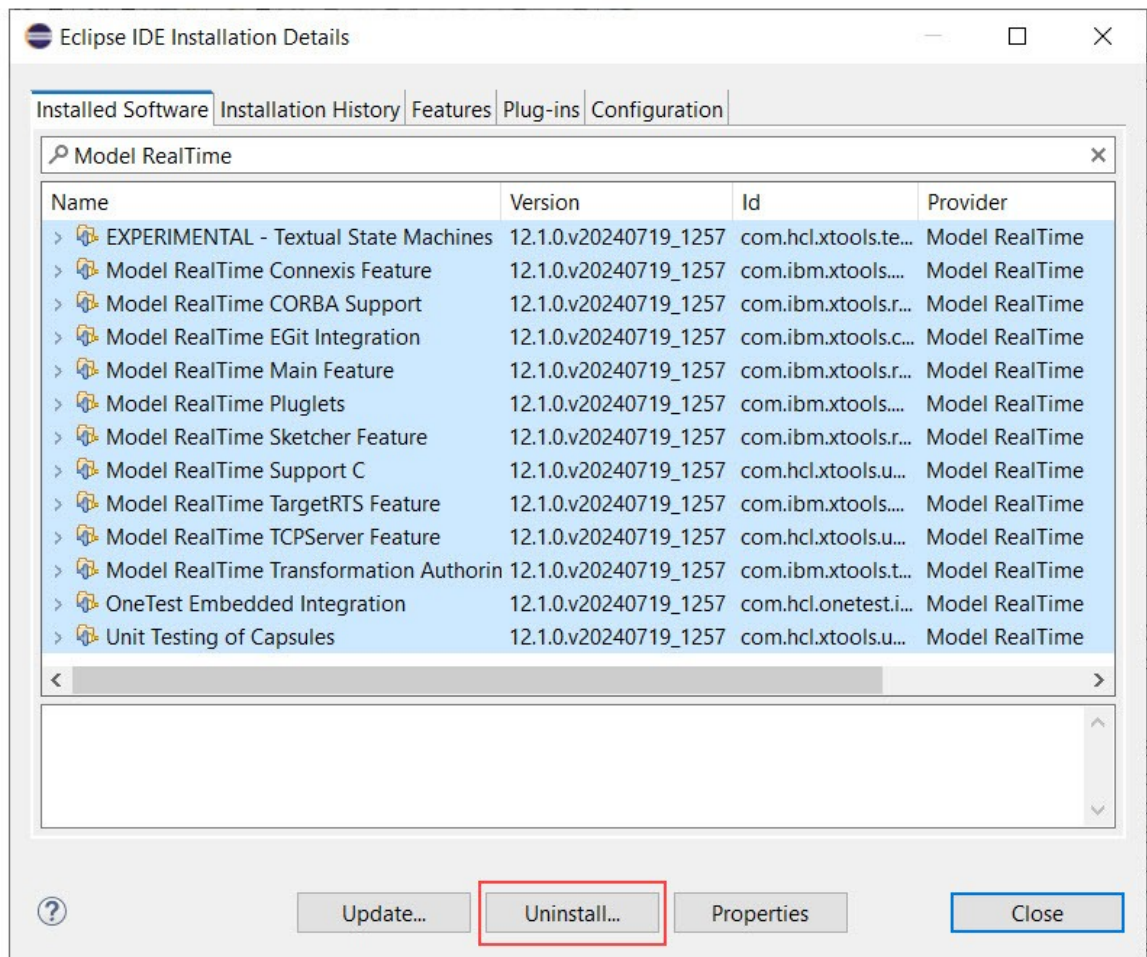 Eclipse IDE Installation Details
Installed Software Installation History Features Plug-ins Configuration
Model RealTime
Name Version Id Provider
EXPERIMENTAL - Textual State Machines 12.1.0.v20240719_1257 com.hcl.xtools.te... Model RealTime
Model RealTime Connexis Feature 12.1.0.v20240719_1257 com.ibm.xtools.... Model RealTime
Model RealTime CORBA Support 12.1.0.v20240719_1257 com.ibm.xtools.r... Model RealTime
Model RealTime EGit Integration 12.1.0.v20240719_1257 com.ibm.xtools.c... Model RealTime
Model RealTime Main Feature 12.1.0.v20240719_1257 com.ibm.xtools.r... Model RealTime
Model RealTime Pluglets 12.1.0.v20240719_1257 com.ibm.xtools.... Model RealTime
Model RealTime Sketcher Feature 12.1.0.v20240719_1257 com.ibm.xtools.r... Model RealTime
Model RealTime Support C 12.1.0.v20240719_1257 com.hcl.xtools.u... Model RealTime
Model RealTime TargetRTS Feature 12.1.0.v20240719_1257 com.ibm.xtools.... Model RealTime
Model RealTime TCPServer Feature 12.1.0.v20240719_1257 com.hcl.xtools.u... Model RealTime
Model RealTime Transformation Authorin 12.1.0.v20240719_1257 com.ibm.xtools.t... Model RealTime
OneTest Embedded Integration 12.1.0.v20240719_1257 com.hcl.onetest.i... Model RealTime
Unit Testing of Capsules 12.1.0.v20240719_1257 com.hcl.xtools.u... Model RealTime
? Update... Uninstall... Properties Close